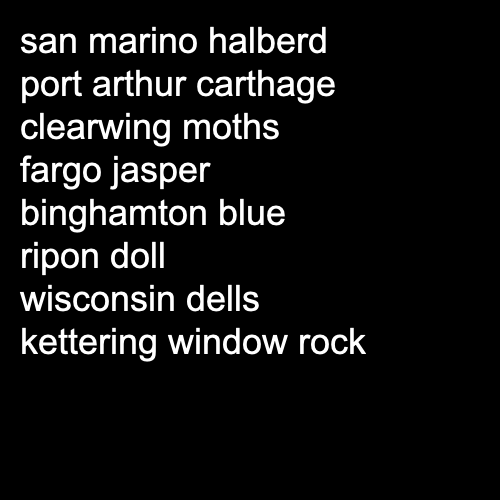 san marino halberd
port arthur carthage
clearwing moths
fargo jasper
binghamton blue
ripon doll
wisconsin dells
kettering window rock